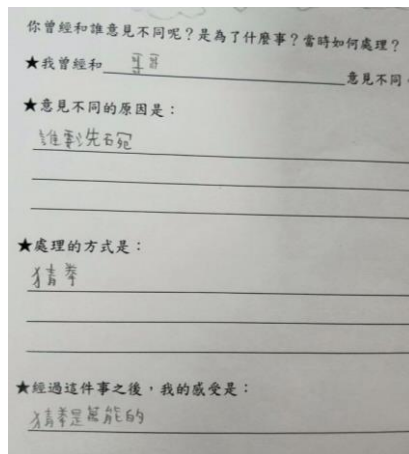 你曾經和誰意見不同呢？是為了什麼事？當時如何處理？
★我曾經和哥哥意見不同，
★意見不同的原因是：
誰要洗碗
★處理的方式是：
猜拳
★經過這件事之後，我的感受是：
猜拳是萬能的